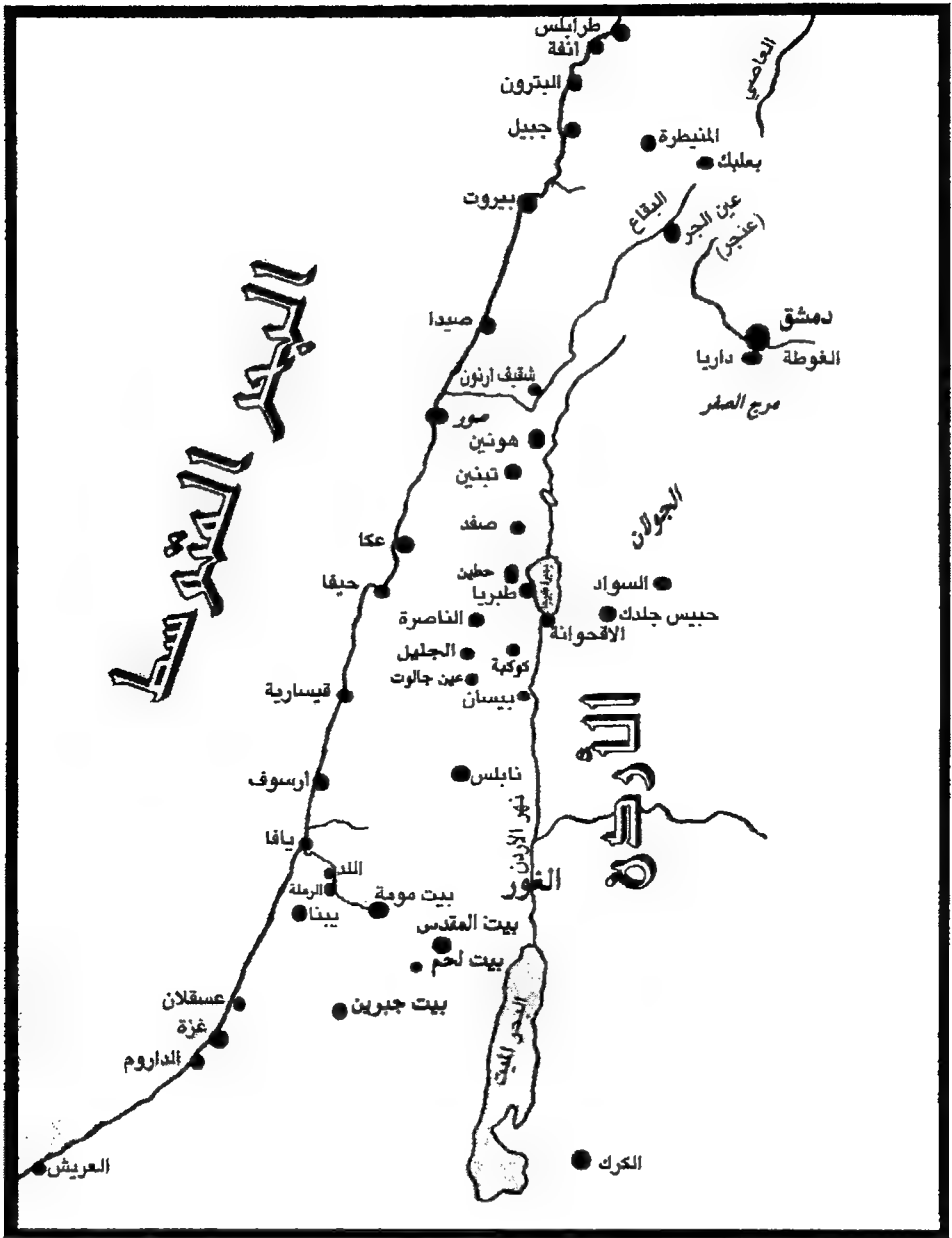 طرابلس
انفة
العاصي
البترون
جبيل
المنيطرة
بعلبك
بيروت
البقاع
عين الجر
(عنجر)
صيدا
دمشق
الغوطة
داريا
مرج الصفر
شقيف أرنون
صور
هونين
تبنين
البحر
المتوسط
صفد
الجولان
عكا
حطين
حيفا
طبريا
السواد
حبيس جلدك
الناصرة
الاقحوانة
الجليل
كوكبة
عين جالوت
قيسارية
بيسان
الأردن
أرسوف
نابلس
نهر الأردن
يافا
اللد
الرملة
الغور
بيت مومة
يبنا
بيت المقدس
بيت لحم
عسقلان
بيت جبرين
غزة
الداروم
البحر الميت
العريش
الكرك